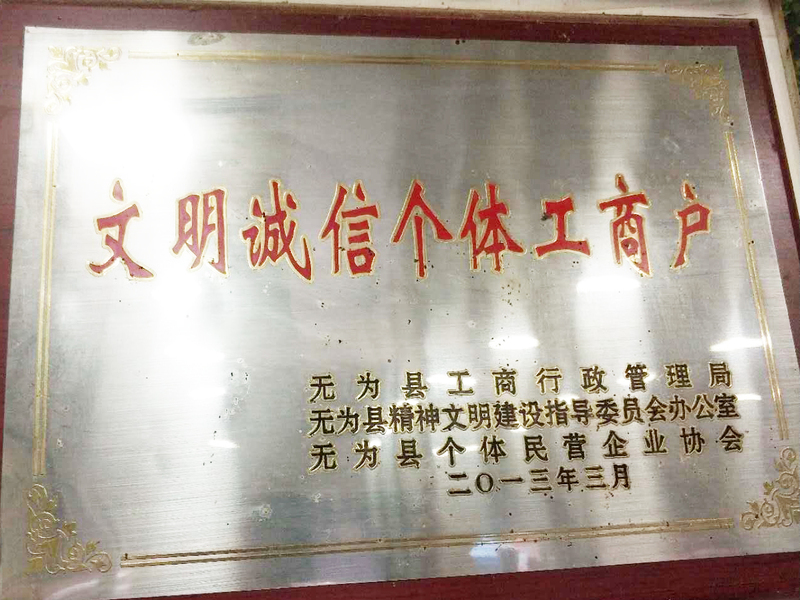 文明诚信个体工商户
无为县工商行政管理局
无为县精神文明建设指导委员会办公室
无为县个体民营企业协会
二〇一三年三月